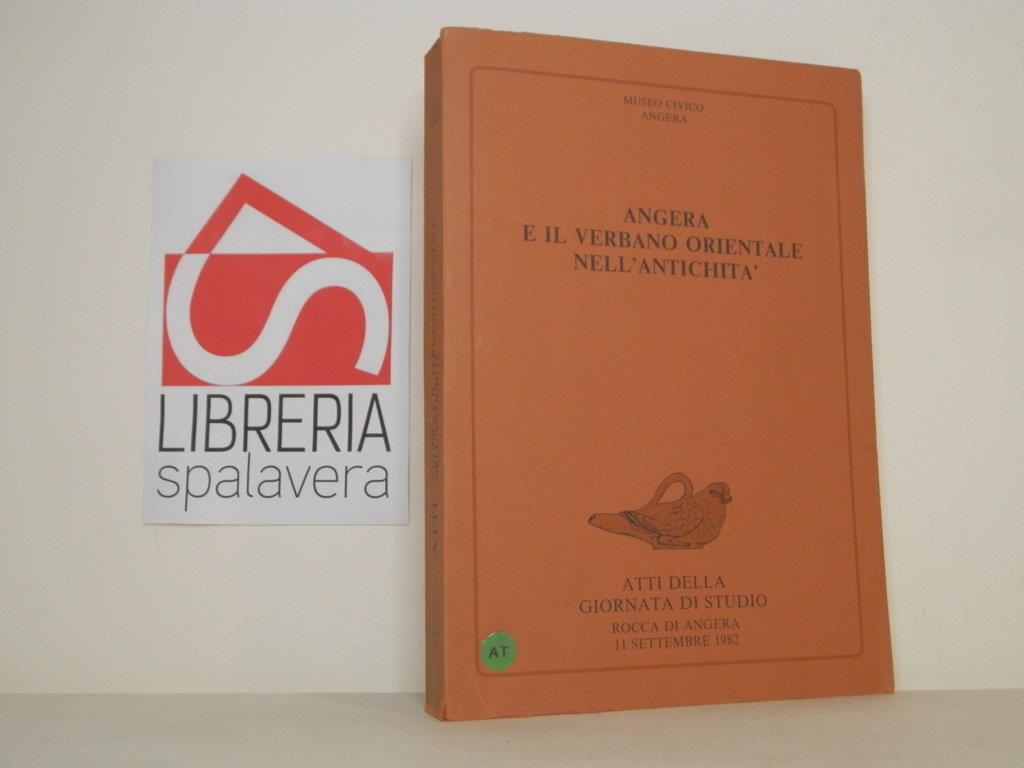 LIBRERIA
spalavera
MUSEO CIVICO
ANGERA
ANGERA
E IL VERBANO ORIENTALE
NELL'ANTICHITA'
ATTI DELLA
GIORNATA DI STUDIO
ROCCA DI ANGERA
11 SETTEMBRE 1982
AT